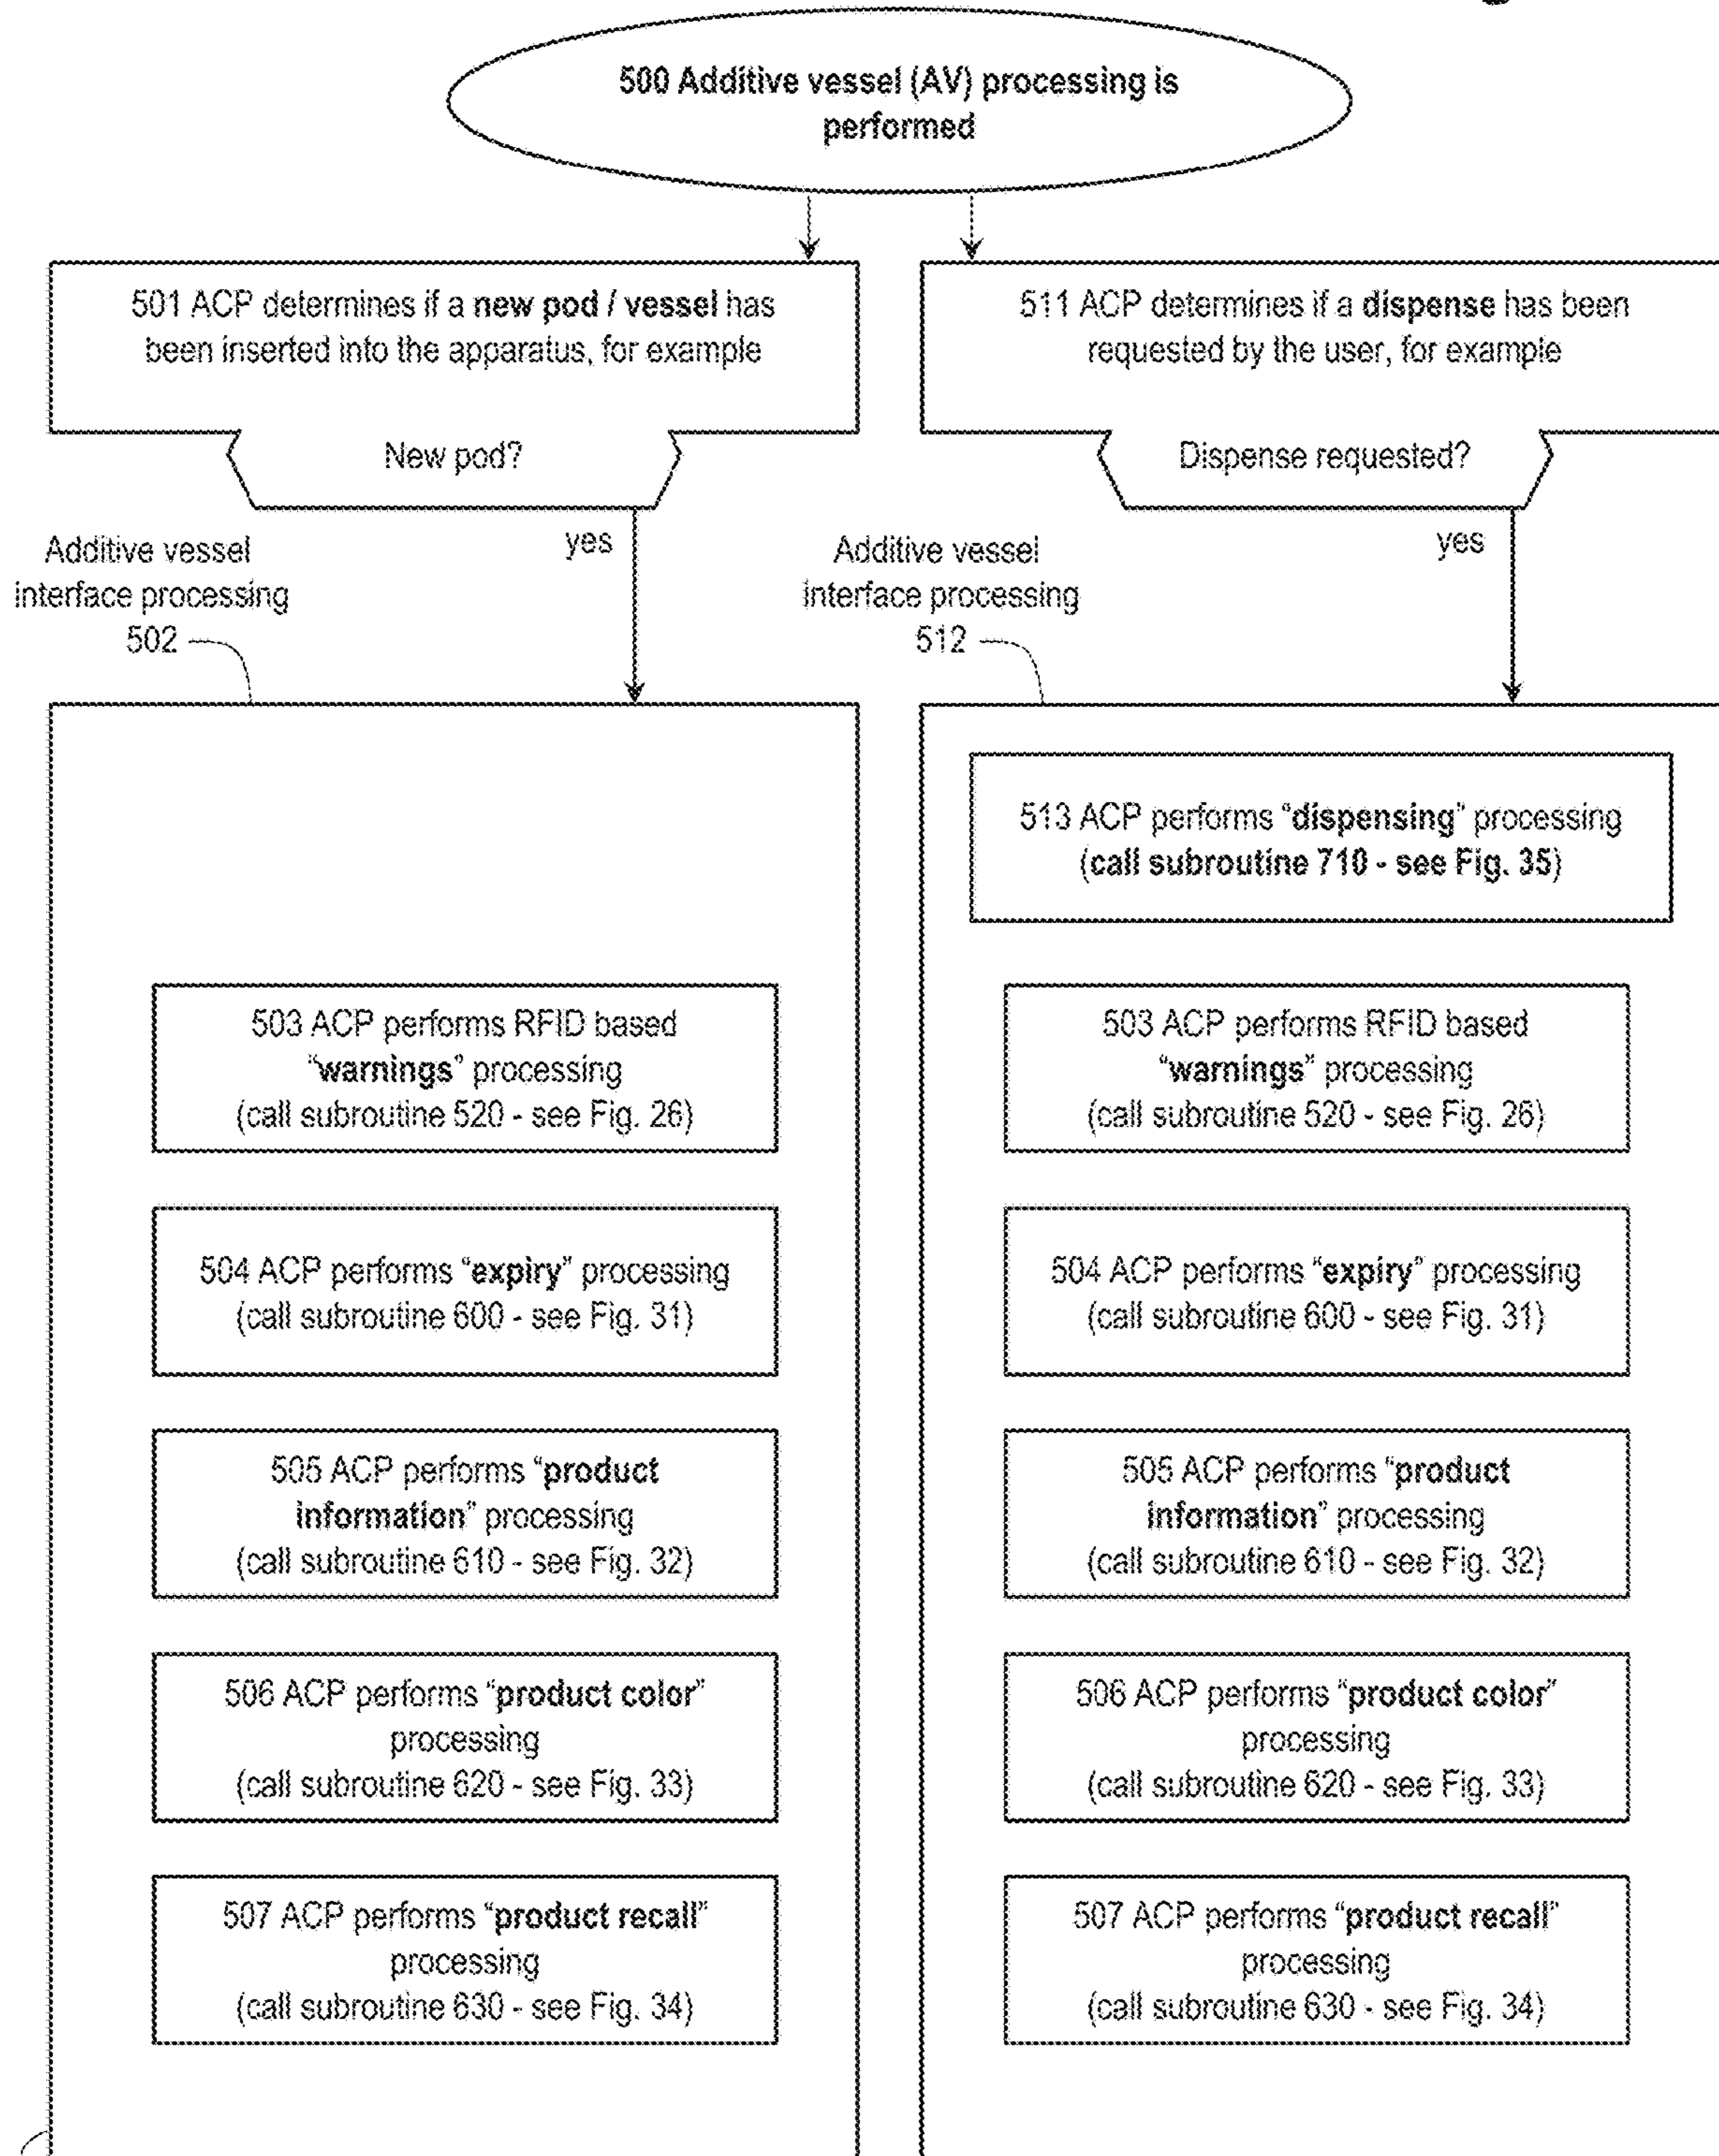 500 Additive vessel (AV) processing is
performed
501 ACP determines if a new pod / vessel has
been inserted into the apparatus, for example
New pod?
yes
Additive vessel
interface processing
502
503 ACP performs RFID based
“warnings” processing
(call subroutine 520 - see Fig. 26)
504 ACP performs “expiry” processing
(call subroutine 600 - see Fig. 31)
505 ACP performs “product
information” processing
(call subroutine 610 - see Fig. 32)
506 ACP performs “product color”
processing
(call subroutine 620 - see Fig. 33)
507 ACP performs “product recall”
processing
(call subroutine 630 - see Fig. 34)
511 ACP determines if a dispense has been
requested by the user, for example
Dispense requested?
yes
Additive vessel
interface processing
512
513 ACP performs “dispensing” processing
(call subroutine 710 - see Fig. 35)
503 ACP performs RFID based
“warnings” processing
(call subroutine 520 - see Fig. 26)
504 ACP performs “expiry” processing
(call subroutine 600 - see Fig. 31)
505 ACP performs “product
information” processing
(call subroutine 610 - see Fig. 32)
506 ACP performs “product color”
processing
(call subroutine 620 - see Fig. 33)
507 ACP performs “product recall”
processing
(call subroutine 630 - see Fig. 34)